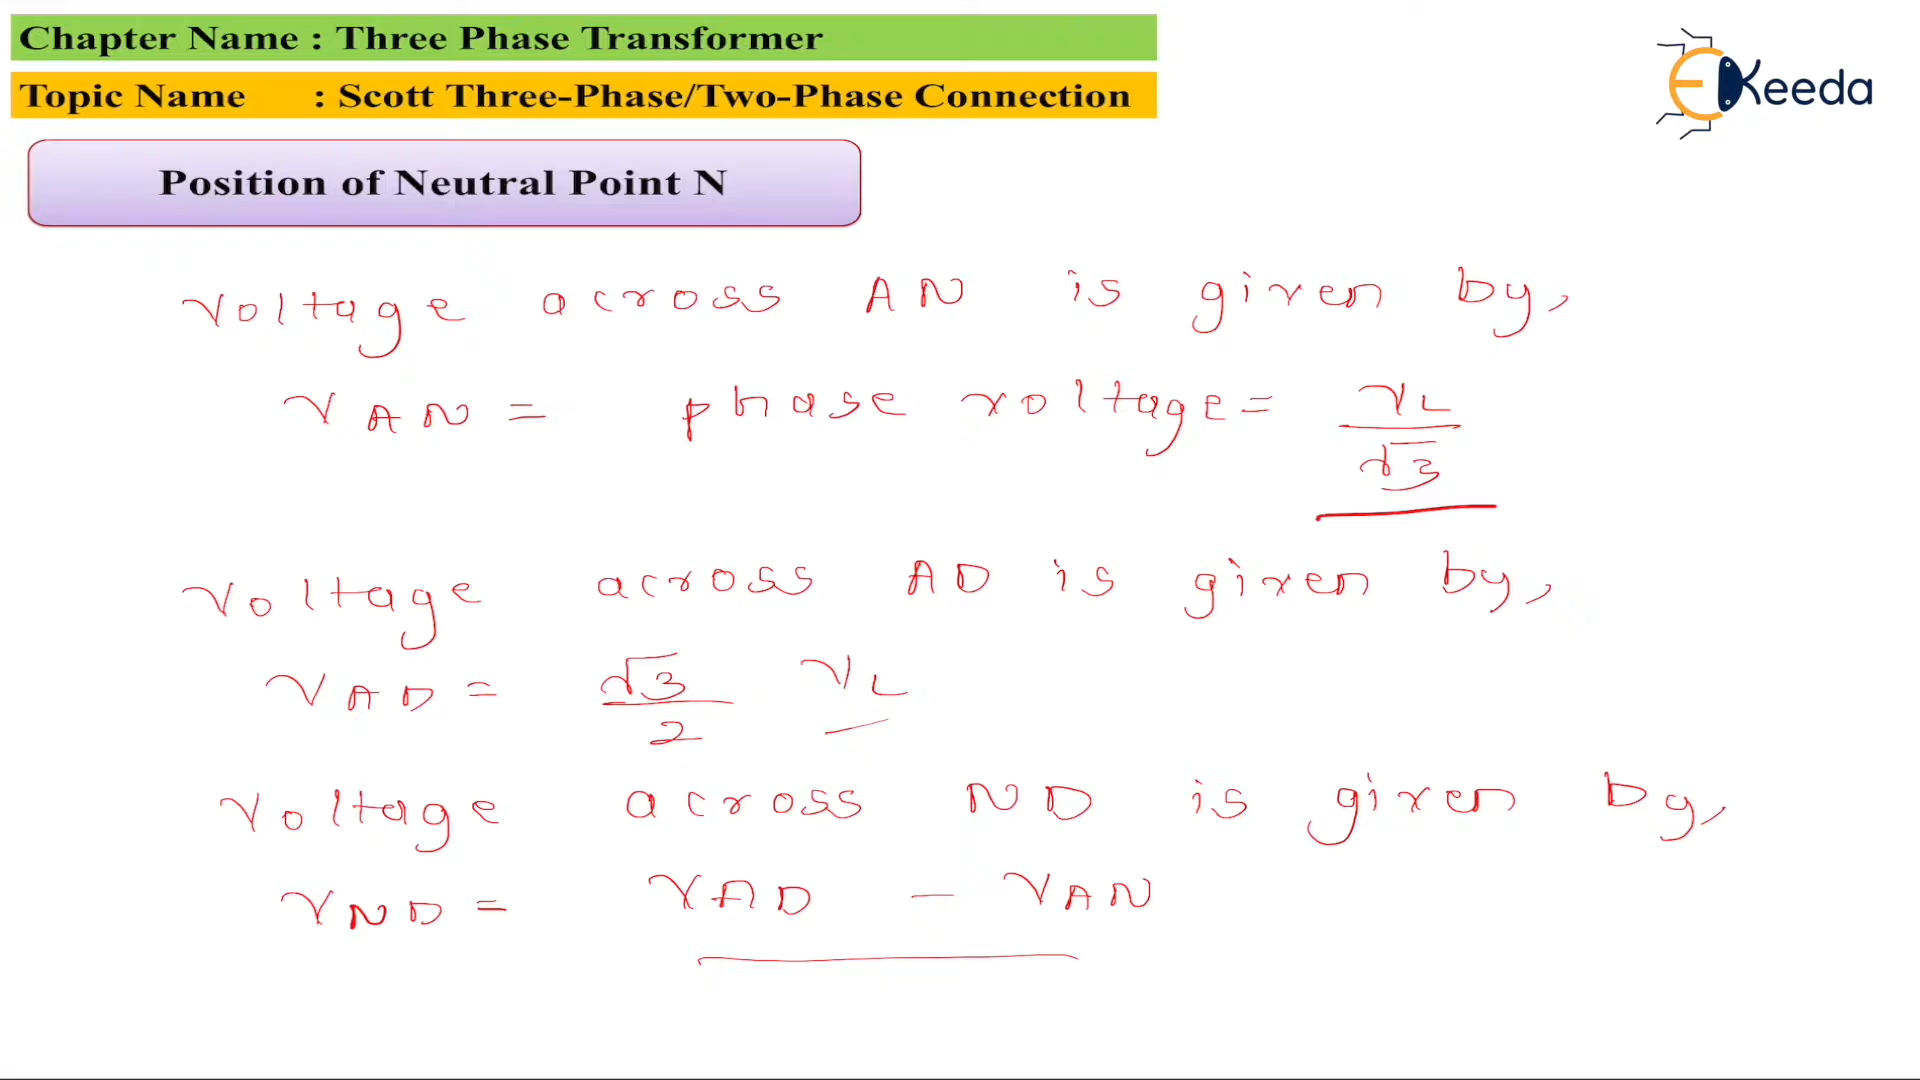 Chapter Name : Three Phase Transformer
Topic Name : Scott Three-Phase/Two-Phase Connection
EKeeda
Position of Neutral Point N
Voltage across AN is given by,
VAN = phase voltage = VL/√3
Voltage across AD is given by,
VAD = √3/2 VL
Voltage across ND is given by,
VND = VAD - VAN